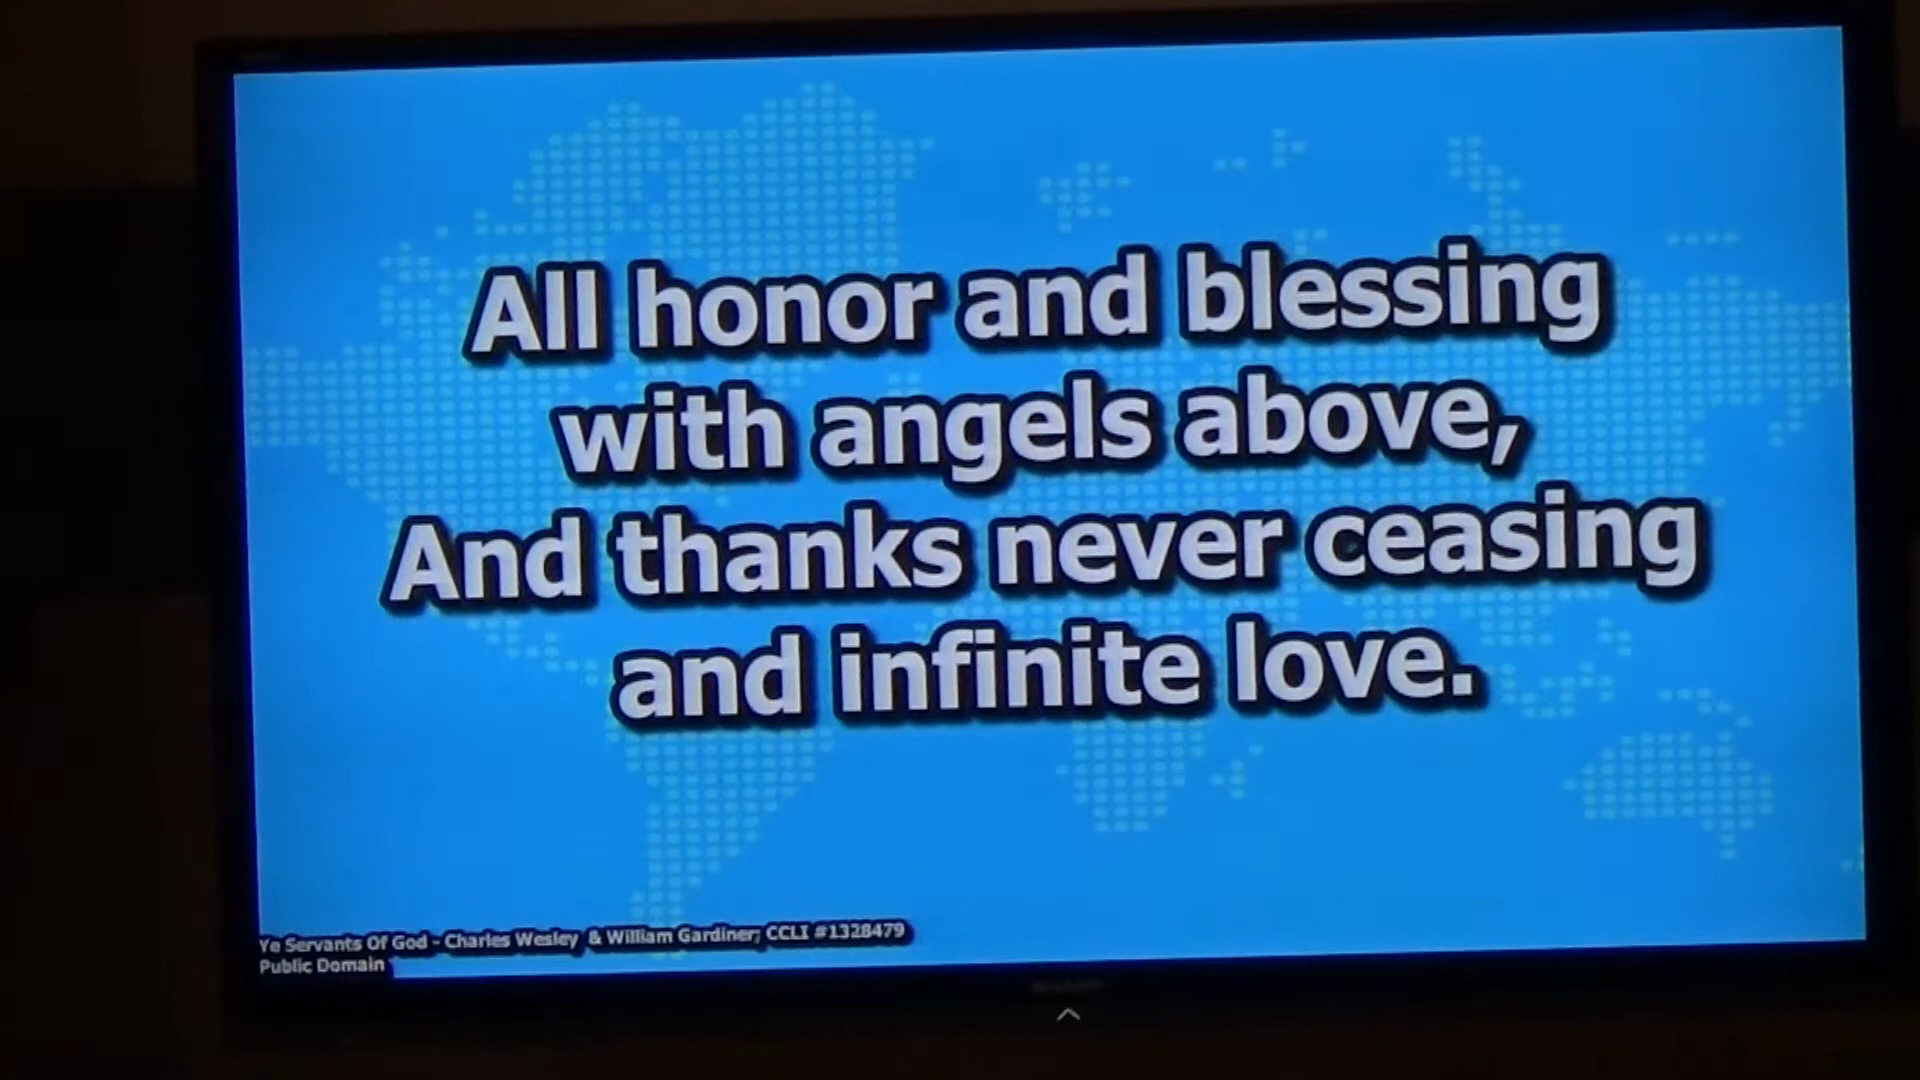 All honor and blessing
with angels above,
And thanks never ceasing
and infinite love.
Ye Servants Of God - Charles Wesley & William Gardiner; CCLI #1328479
Public Domain